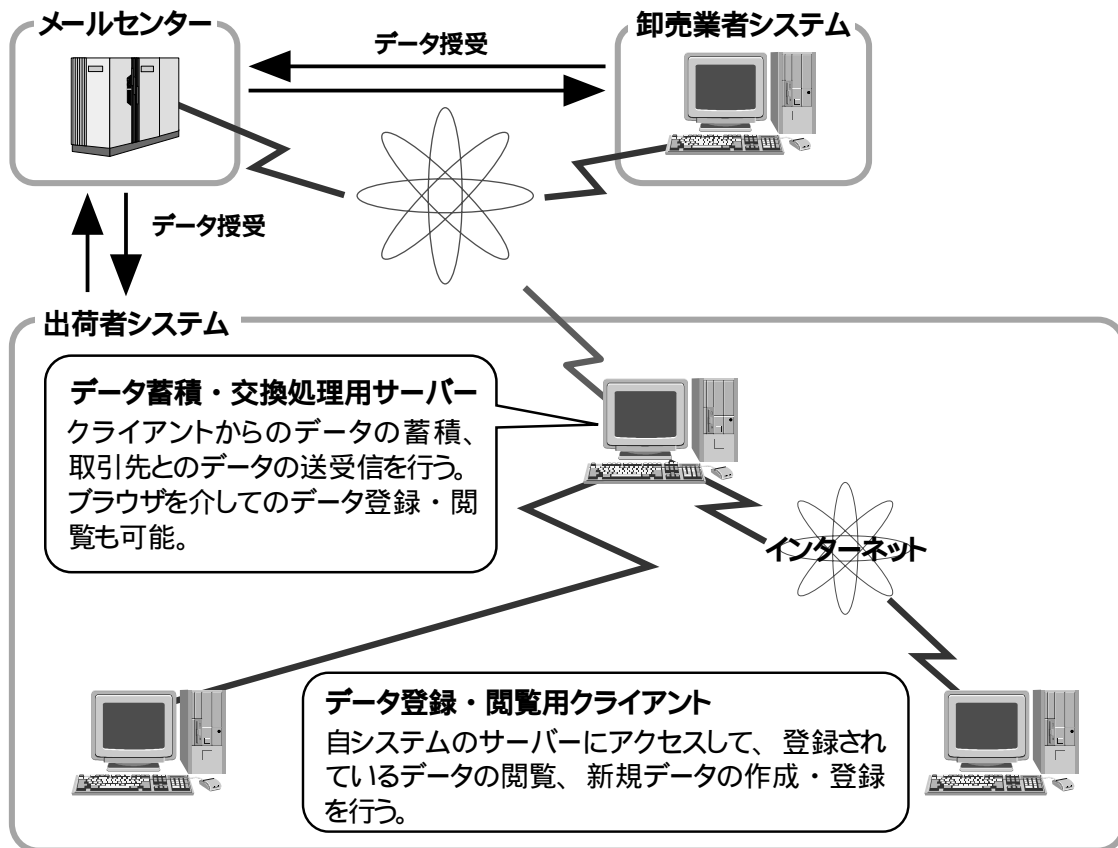 メールセンター
卸売業者システム
データ授受
データ授受
出荷者システム
データ蓄積・交換処理用サーバー
クライアントからのデータの蓄積、
取引先とのデータの送受信を行う。
ブラウザを介してのデータ登録・閲
覧も可能。
インターネット
データ登録・閲覧用クライアント
自システムのサーバーにアクセスして、登録され
ているデータの閲覧、新規データの作成・登録
を行う。